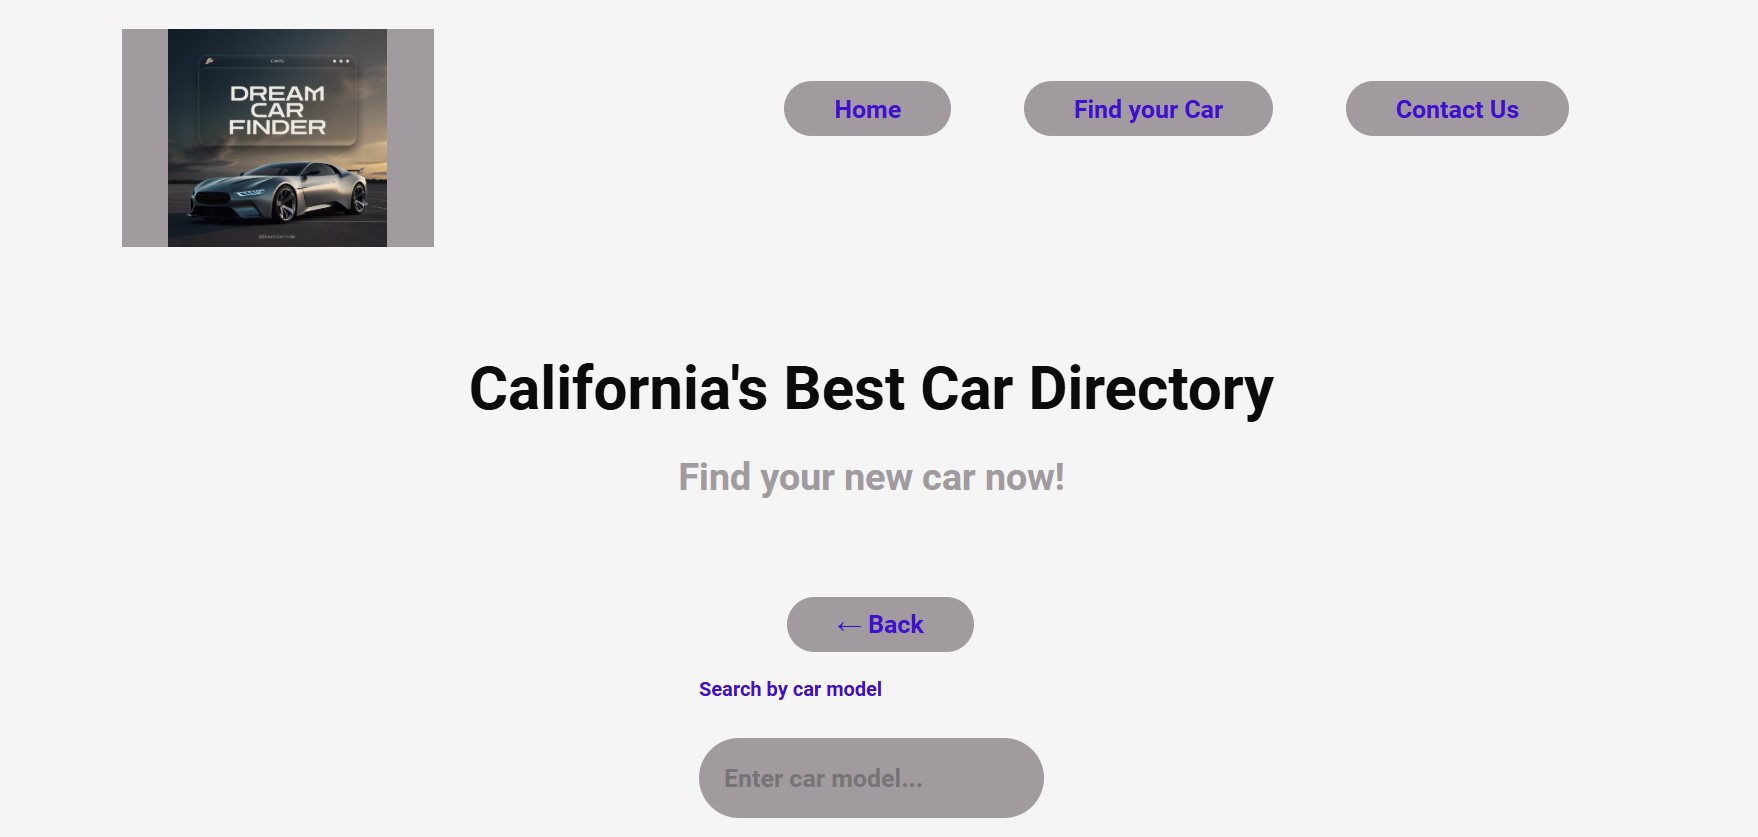 CARS
DREAM
CAR
FINDER
Home
Find your Car
Contact Us
California's Best Car Directory
Find your new car now!
← Back
Search by car model
Enter car model...